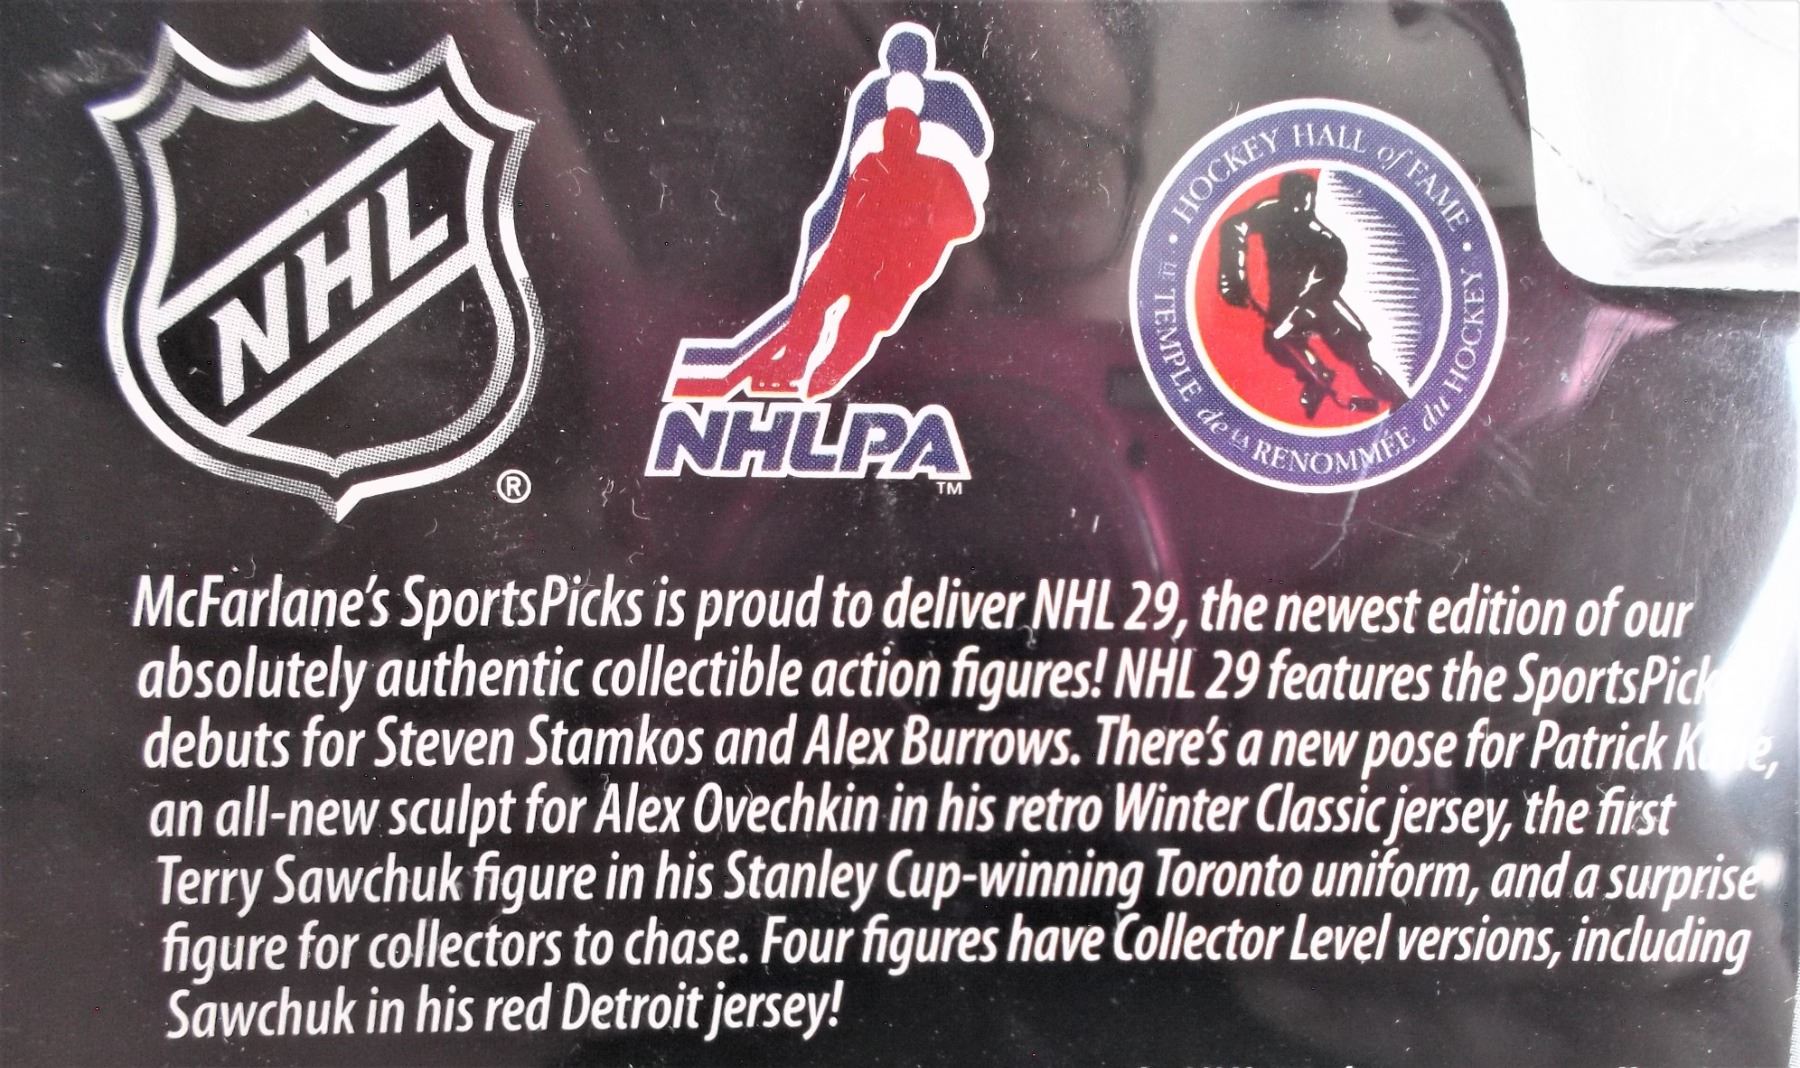 NHL
®
NHLPA
TM
HOCKEY HALL of FAME • LE TEMPLE de LA RENOMMÉE du HOCKEY •
McFarlane's SportsPicks is proud to deliver NHL 29, the newest edition of our
absolutely authentic collectible action figures! NHL 29 features the SportsPick
debuts for Steven Stamkos and Alex Burrows. There's a new pose for Patrick Kane,
an all-new sculpt for Alex Ovechkin in his retro Winter Classic jersey, the first
Terry Sawchuk figure in his Stanley Cup-winning Toronto uniform, and a surprise
figure for collectors to chase. Four figures have Collector Level versions, including
Sawchuk in his red Detroit jersey!